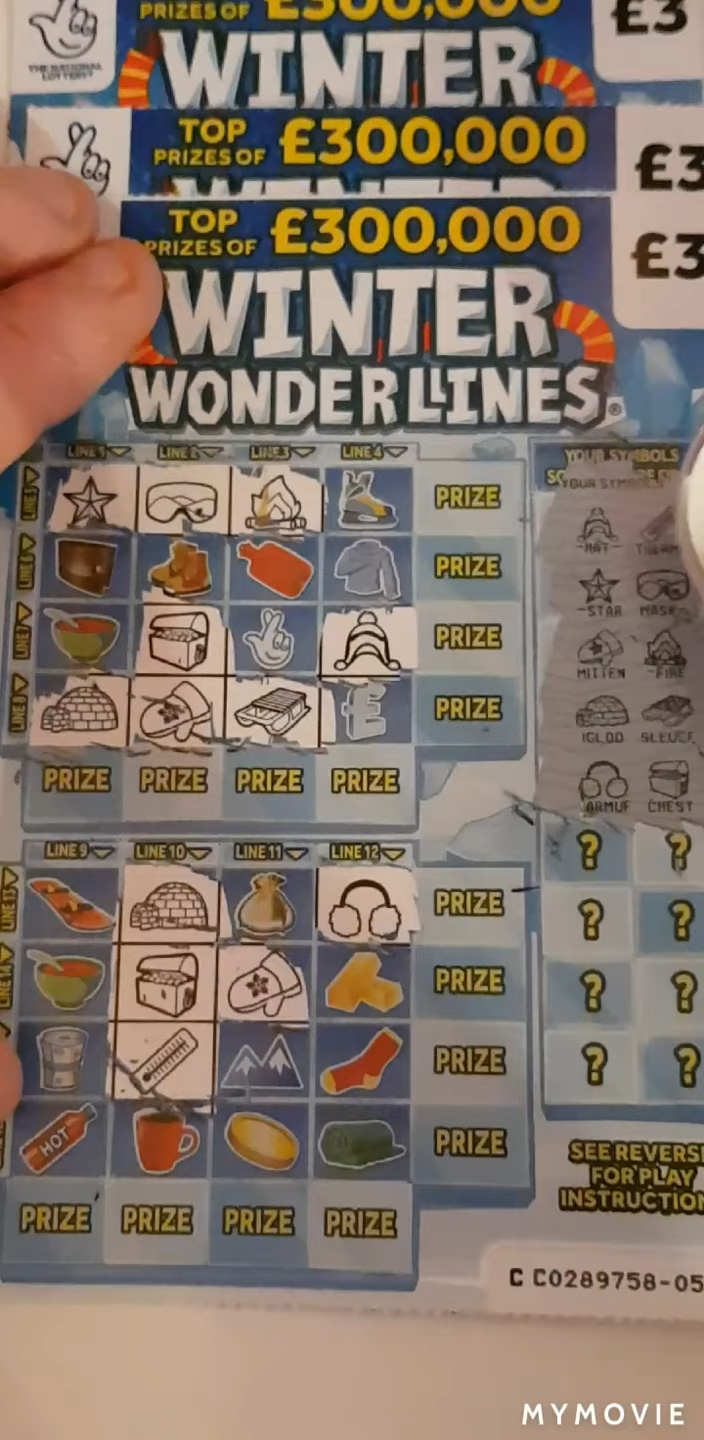 PRIZES OF £300,000
£3
THE NATIONAL
LOTTERY
WINTER
TOP
PRIZES OF £300,000
£3
TOP
PRIZES OF £300,000
£3
WINTER
WONDERLINES®
LINE 1 LINE 2 LINE 3 LINE 4
YOUR SYMBOLS
LINE 5
PRIZE
HAT
STAR MASK
MITTEN FIRE
IGLOO
CHEST
LINE 6
PRIZE
LINE 7
PRIZE
LINE 8
£
PRIZE
PRIZE PRIZE PRIZE PRIZE
LINE 9 LINE 10 LINE 11 LINE 12
? ?
LINE 13
PRIZE
? ?
LINE 14
PRIZE
? ?
PRIZE
? ?
HOT
PRIZE
PRIZE PRIZE PRIZE PRIZE
SEE REVERSE
FOR PLAY
INSTRUCTION
C C0289758-05
MYMOVIE